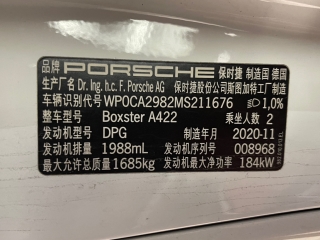 品牌 PORSCHE 保时捷 制造国 德国
生产厂名 Dr. Ing. h.c. F. Porsche AG 保时捷股份公司斯图加特工厂制造
车辆识别代号 WP0CA2982MS211676 1,0%
整车型号 Boxster A422 乘坐人数 2
发动机型号 DPG 制造年月 2020-11
发动机排量 1988mL 发动机序列号 008968
最大允许总质量 1685kg 发动机最大净功率 184kW